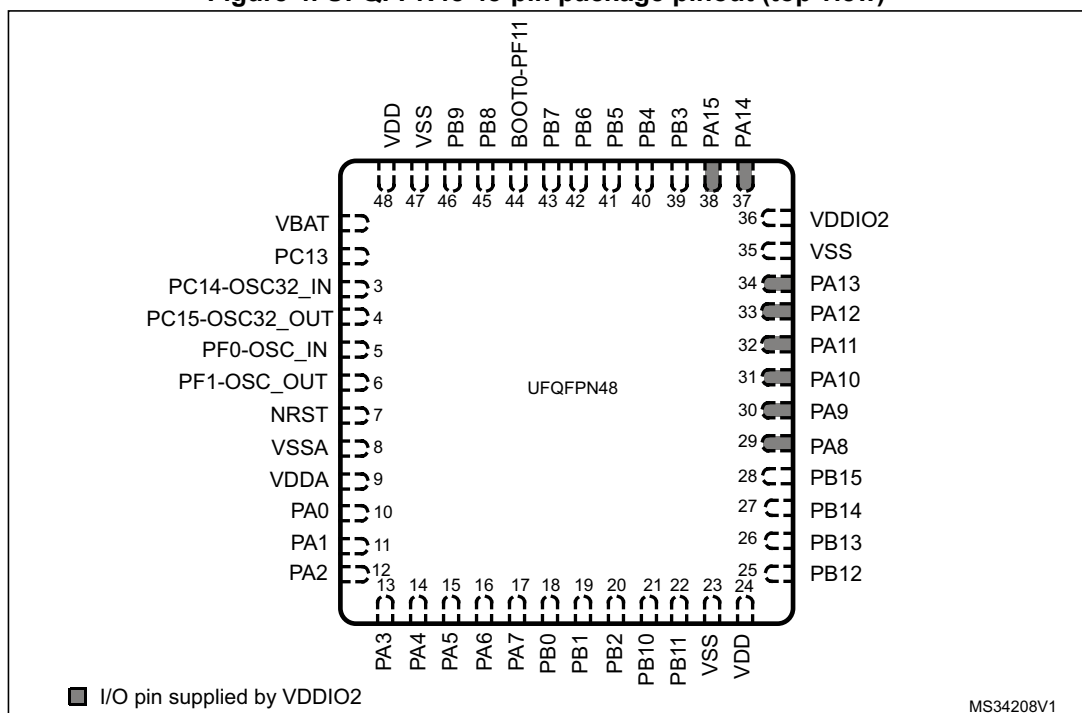 VDD
VSS
PB9
PB8
BOOT0-PF11
PB7
PB6
PB5
PB4
PB3
PA15
PA14
48
47
46
45
44
43
42
41
40
39
38
37
VBAT
PC13
PC14-OSC32_IN 3
PC15-OSC32_OUT 4
PF0-OSC_IN 5
PF1-OSC_OUT 6
NRST 7
VSSA 8
VDDA 9
PA0 10
PA1 11
PA2 12
UFQFPN48
36 VDDIO2
35 VSS
34 PA13
33 PA12
32 PA11
31 PA10
30 PA9
29 PA8
28 PB15
27 PB14
26 PB13
25 PB12
13
14
15
16
17
18
19
20
21
22
23
24
PA3
PA4
PA5
PA6
PA7
PB0
PB1
PB2
PB10
PB11
VSS
VDD
I/O pin supplied by VDDIO2
MS34208V1